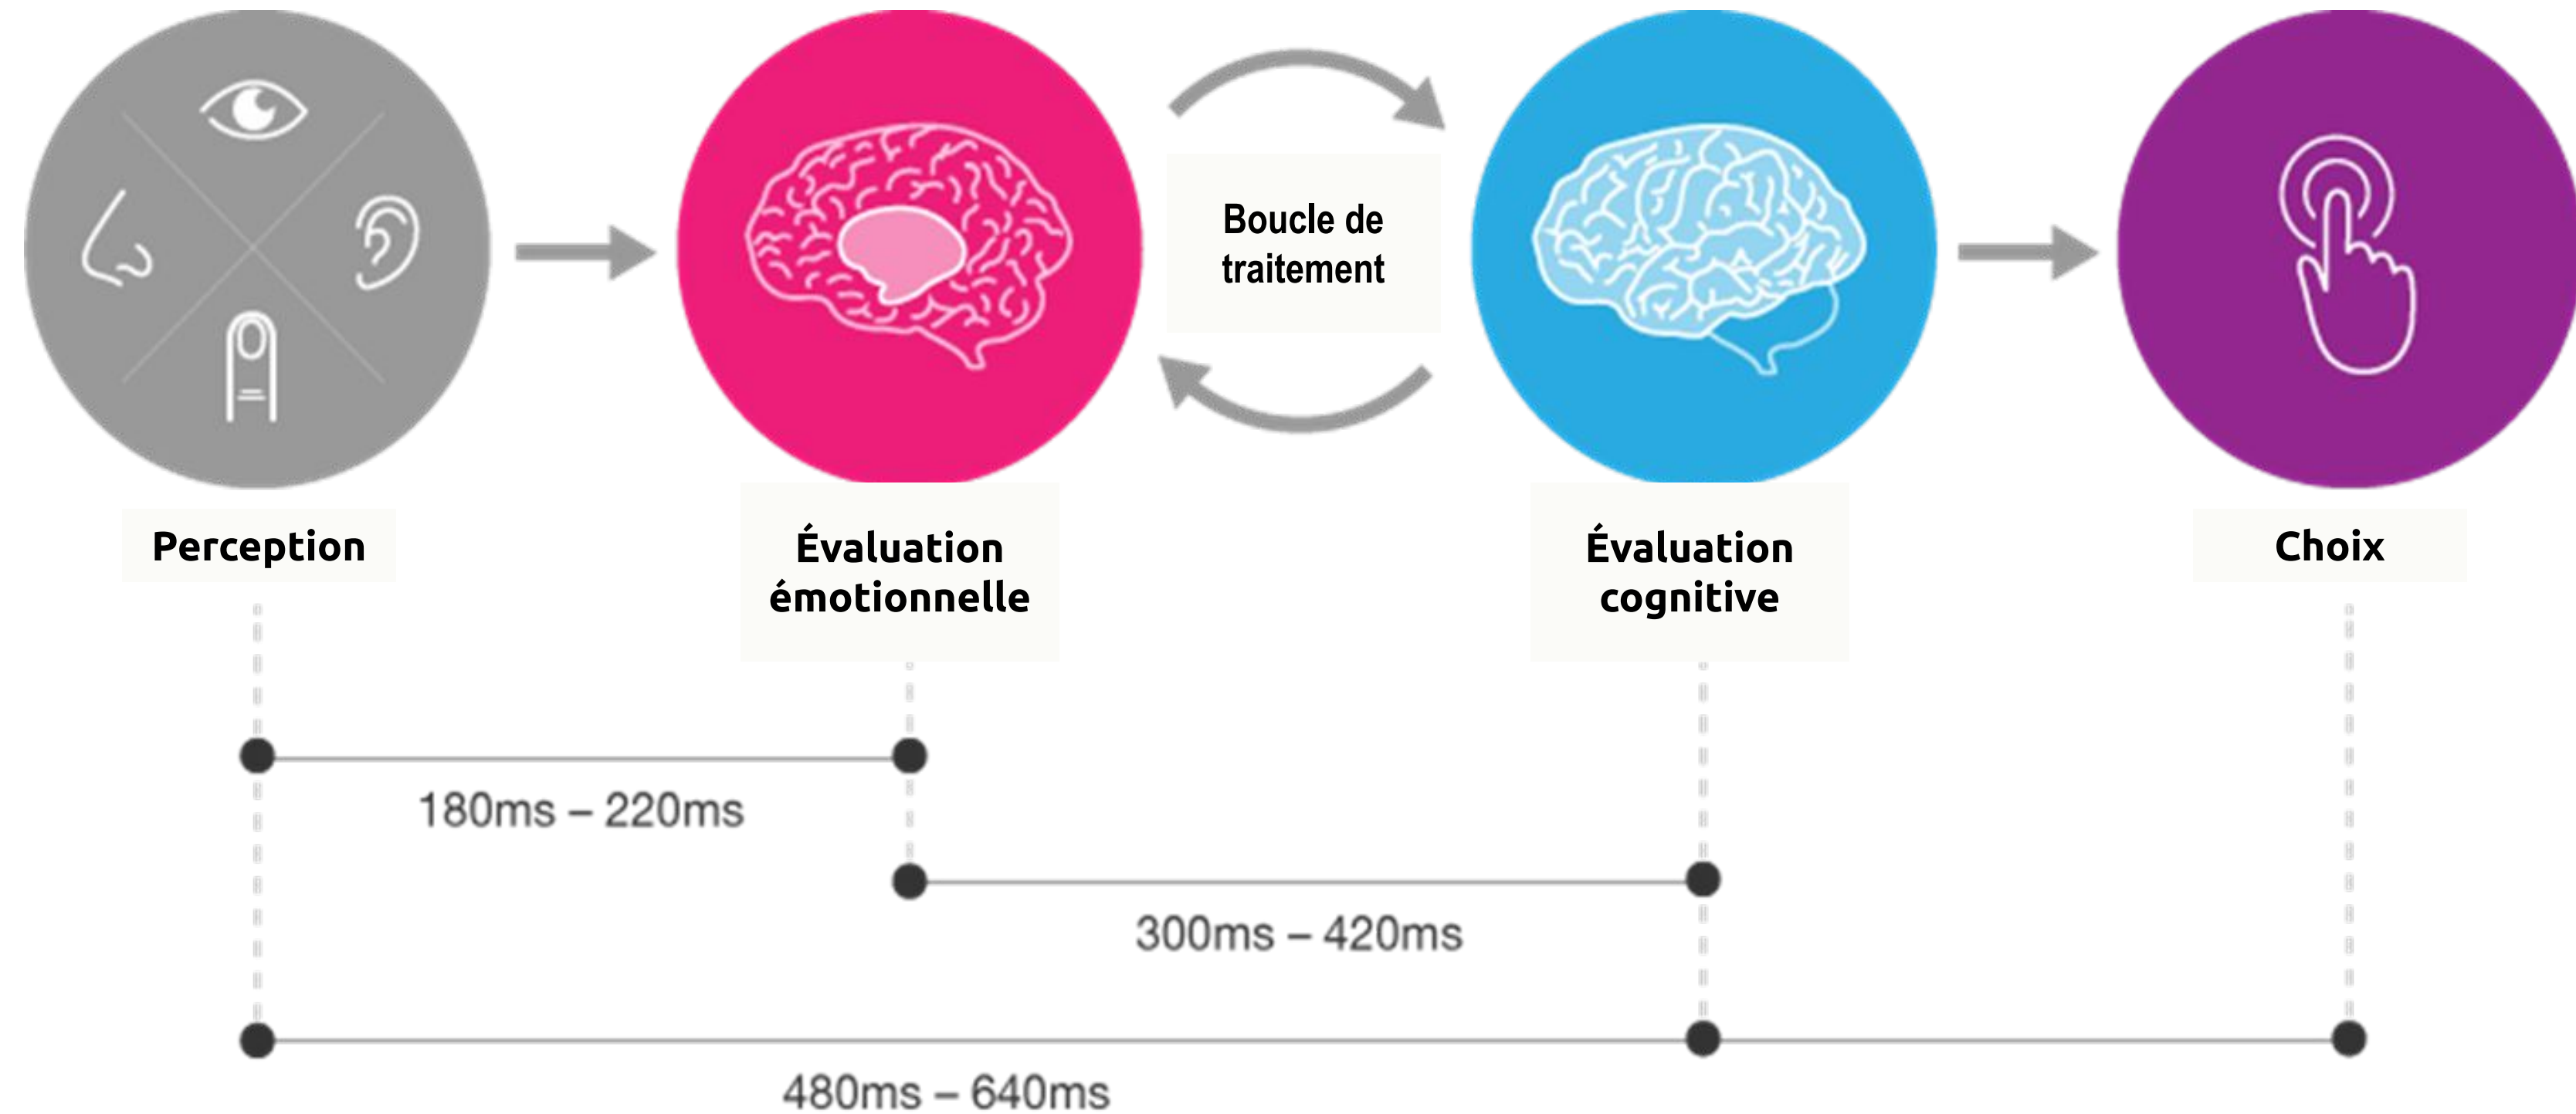 Boucle de
traitement
Perception
Évaluation
émotionnelle
Évaluation
cognitive
Choix
180ms – 220ms
300ms – 420ms
480ms – 640ms